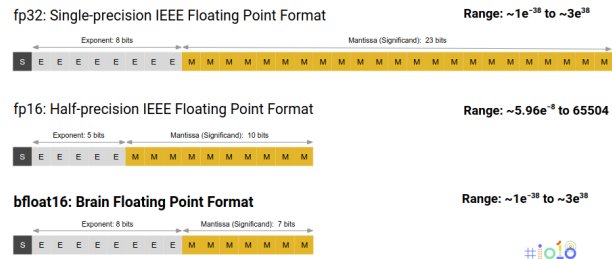 fp32: Single-precision IEEE Floating Point Format Range: ~1e⁻³⁸ to ~3e³⁸
Exponent: 8 bits Mantissa (Significand): 23 bits
S E E E E E E E E M M M M M M M M M M M M M M M M M M M M M M M
fp16: Half-precision IEEE Floating Point Format Range: ~5.96e⁻⁸ to 65504
Exponent: 5 bits Mantissa (Significand): 10 bits
S E E E E E M M M M M M M M M M
bfloat16: Brain Floating Point Format Range: ~1e⁻³⁸ to ~3e³⁸
Exponent: 8 bits Mantissa (Significand): 7 bits
S E E E E E E E E M M M M M M M
#io18